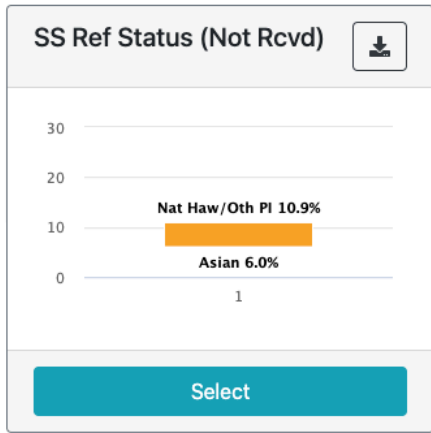 SS Ref Status (Not Rcvd)
30
20
Nat Haw/Oth PI 10.9%
10
Asian 6.0%
0
1
Select